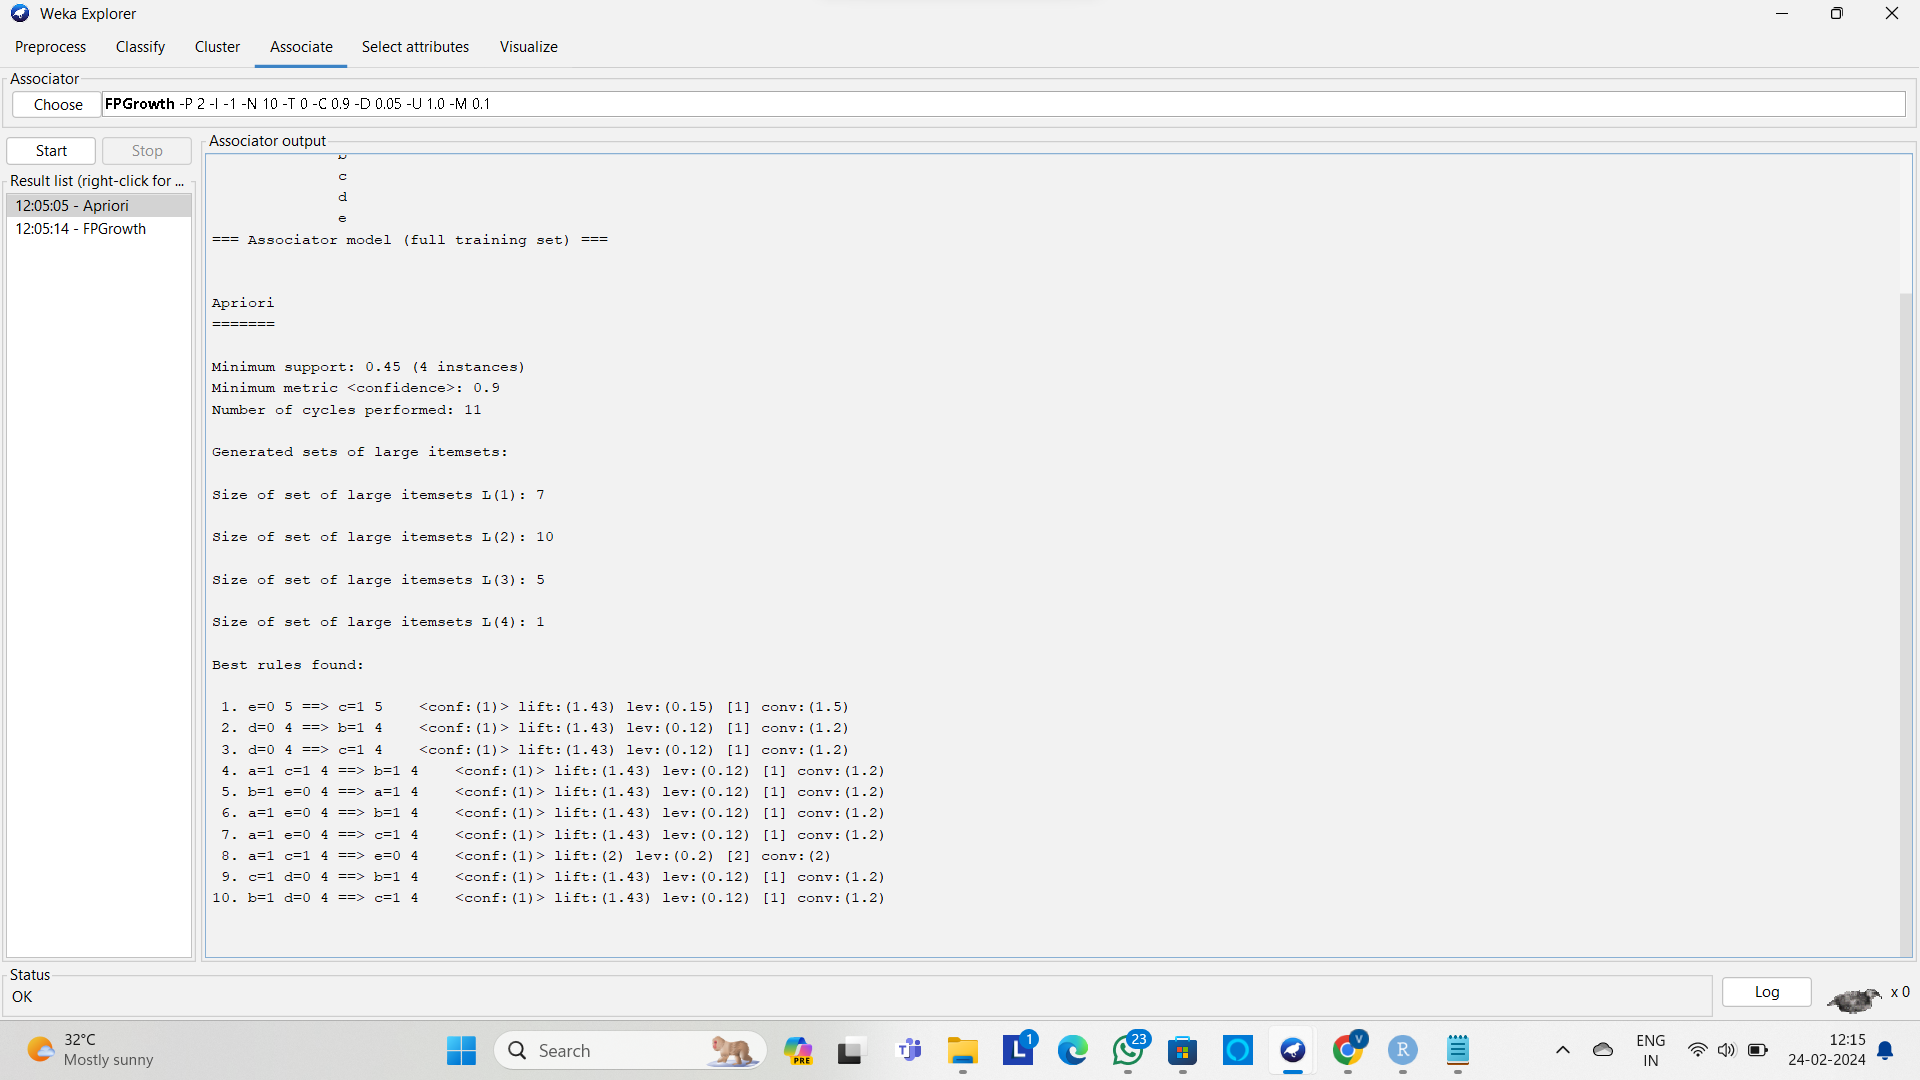 Weka Explorer
Preprocess Classify Cluster Associate Select attributes Visualize
Associator
Choose FPGrowth -P 2 -I -1 -N 10 -T 0 -C 0.9 -D 0.05 -U 1.0 -M 0.1
Start Stop
Associator output
Result list (right-click for ...
12:05:05 - Apriori
12:05:14 - FPGrowth
b
c
d
e
=== Associator model (full training set) ===
Apriori
=======
Minimum support: 0.45 (4 instances)
Minimum metric <confidence>: 0.9
Number of cycles performed: 11
Generated sets of large itemsets:
Size of set of large itemsets L(1): 7
Size of set of large itemsets L(2): 10
Size of set of large itemsets L(3): 5
Size of set of large itemsets L(4): 1
Best rules found:
1. e=0 5 ==> c=1 5 <conf:(1)> lift:(1.43) lev:(0.15) [1] conv:(1.5)
2. d=0 4 ==> b=1 4 <conf:(1)> lift:(1.43) lev:(0.12) [1] conv:(1.2)
3. d=0 4 ==> c=1 4 <conf:(1)> lift:(1.43) lev:(0.12) [1] conv:(1.2)
4. a=1 c=1 4 ==> b=1 4 <conf:(1)> lift:(1.43) lev:(0.12) [1] conv:(1.2)
5. b=1 e=0 4 ==> a=1 4 <conf:(1)> lift:(1.43) lev:(0.12) [1] conv:(1.2)
6. a=1 e=0 4 ==> b=1 4 <conf:(1)> lift:(1.43) lev:(0.12) [1] conv:(1.2)
7. a=1 e=0 4 ==> c=1 4 <conf:(1)> lift:(1.43) lev:(0.12) [1] conv:(1.2)
8. a=1 c=1 4 ==> e=0 4 <conf:(1)> lift:(2) lev:(0.2) [2] conv:(2)
9. c=1 d=0 4 ==> b=1 4 <conf:(1)> lift:(1.43) lev:(0.12) [1] conv:(1.2)
10. b=1 d=0 4 ==> c=1 4 <conf:(1)> lift:(1.43) lev:(0.12) [1] conv:(1.2)
Status
OK
Log
x 0
32°C
Mostly sunny
Search
PRE
L 1
23
V
R
ENG
IN
12:15
24-02-2024